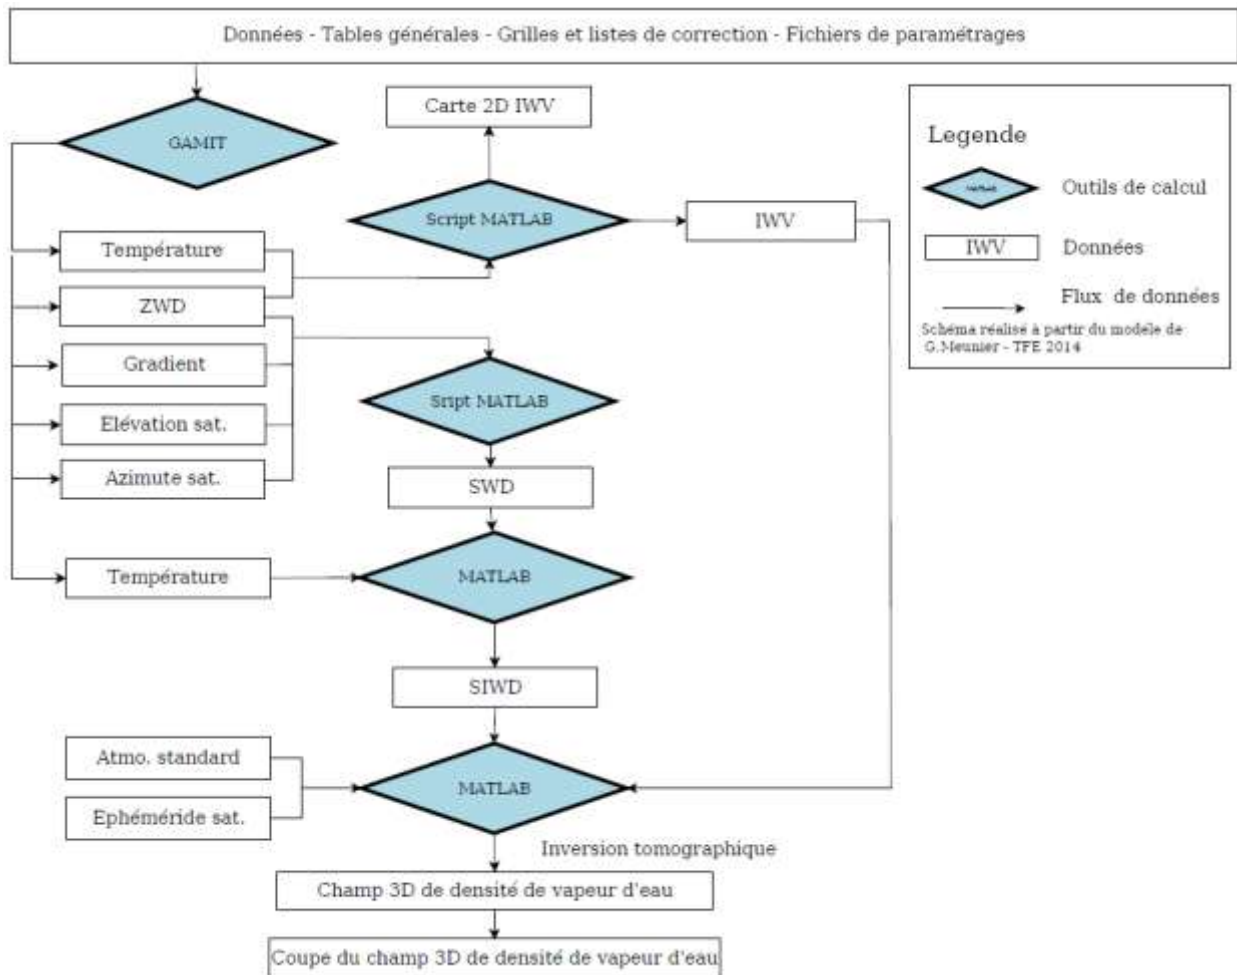 Données - Tables générales - Grilles et listes de correction - Fichiers de paramétrages
GAMIT
Carte 2D IWV
Script MATLAB
IWV
Température
ZWD
Gradient
Elévation sat.
Azimute sat.
Sript MATLAB
SWD
Température
MATLAB
SIWD
Atmo. standard
Ephéméride sat.
MATLAB
Inversion tomographique
Champ 3D de densité de vapeur d'eau
Coupe du champ 3D de densité de vapeur d'eau
Legende
MATLAB
Outils de calcul
IWV
Données
Flux de données
Schéma réalisé à partir du modèle de
G.Meunier - TFE 2014